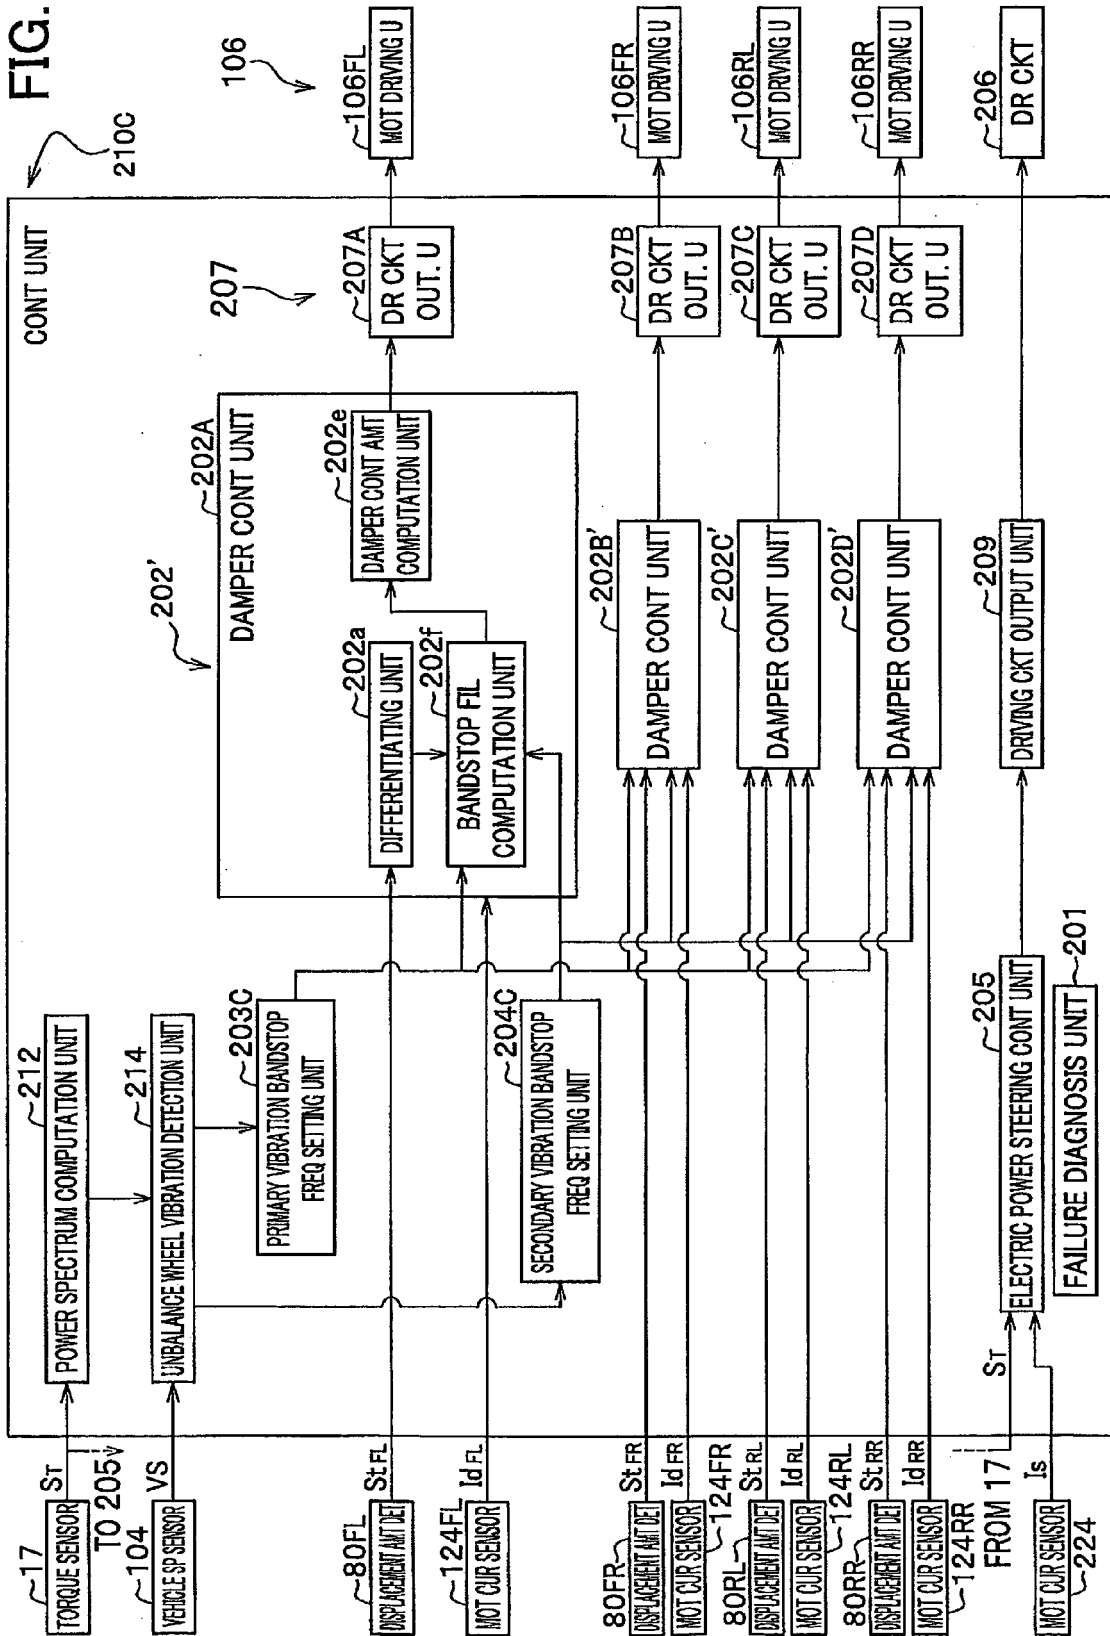 FIG.
210C
CONT UNIT
106
207
202'
17
TORQUE SENSOR
ST
TO 205
104
VEHICLE SP SENSOR
VS
212
POWER SPECTRUM COMPUTATION UNIT
214
UNBALANCE WHEEL VIBRATION DETECTION UNIT
203C
PRIMARY VIBRATION BANDSTOP
FREQ SETTING UNIT
204C
SECONDARY VIBRATION BANDSTOP
FREQ SETTING UNIT
80FL
DISPLACEMENT AMT DET
StFL
124FL
MOT CUR SENSOR
IdFL
202A
DAMPER CONT UNIT
202a
DIFFERENTIATING UNIT
202f
BANDSTOP FIL
COMPUTATION UNIT
202e
DAMPER CONT AMT
COMPUTATION UNIT
207A
DR CKT
OUT. U
106FL
MOT DRIVING U
80FR
DISPLACEMENT AMT DET
StFR
MOT CUR SENSOR
124FR
IdFR
202B'
DAMPER CONT UNIT
207B
DR CKT
OUT. U
106FR
MOT DRIVING U
80RL
DISPLACEMENT AMT DET
StRL
MOT CUR SENSOR
124RL
IdRL
202C'
DAMPER CONT UNIT
207C
DR CKT
OUT. U
106RL
MOT DRIVING U
80RR
DISPLACEMENT AMT DET
StRR
MOT CUR SENSOR
124RR
IdRR
202D'
DAMPER CONT UNIT
207D
DR CKT
OUT. U
106RR
MOT DRIVING U
FROM 17
ST
MOT CUR SENSOR
224
Is
205
ELECTRIC POWER STEERING CONT UNIT
209
DRIVING CKT OUTPUT UNIT
206
DR CKT
201
FAILURE DIAGNOSIS UNIT